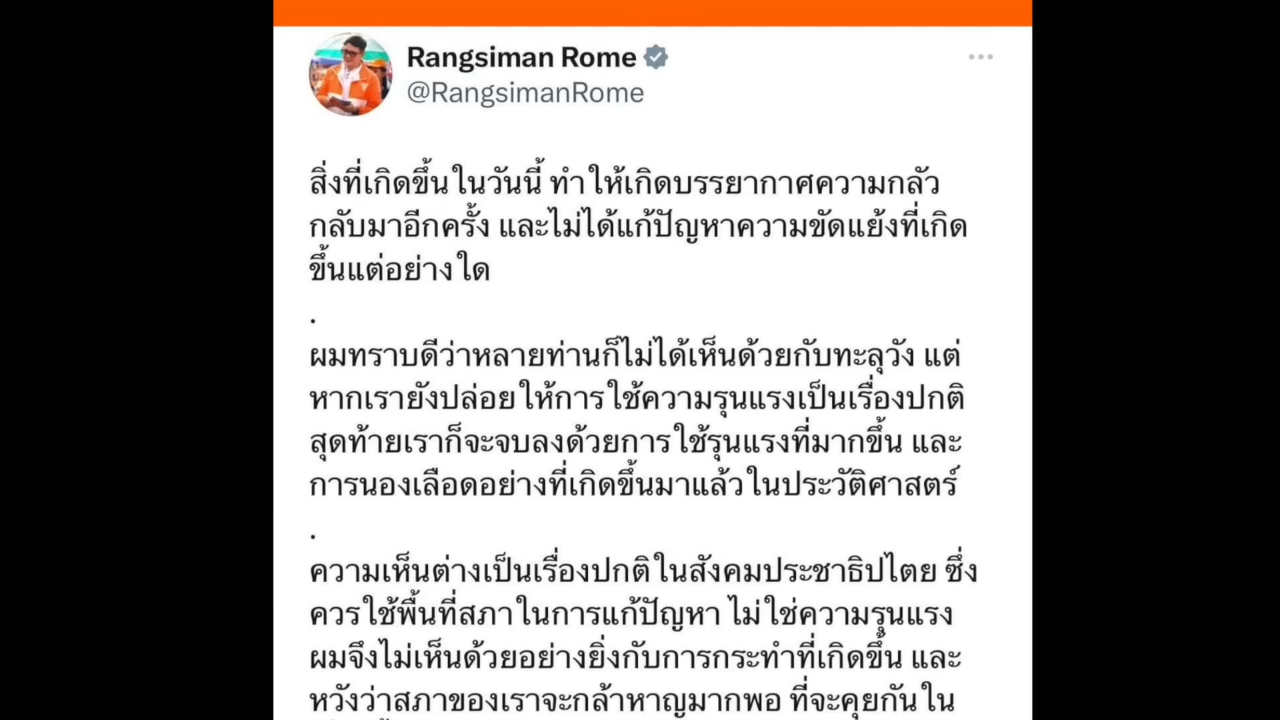 Rangsiman Rome
@RangsimanRome
สิ่งที่เกิดขึ้นในวันนี้ ทำให้เกิดบรรยากาศความกลัว
กลับมาอีกครั้ง และไม่ได้แก้ปัญหาความขัดแย้งที่เกิด
ขึ้นแต่อย่างใด
.
ผมทราบดีว่าหลายท่านก็ไม่ได้เห็นด้วยกับทะลุวัง แต่
หากเรายังปล่อยให้การใช้ความรุนแรงเป็นเรื่องปกติ
สุดท้ายเราก็จะจบลงด้วยการใช้รุนแรงที่มากขึ้น และ
การนองเลือดอย่างที่เกิดขึ้นมาแล้วในประวัติศาสตร์
.
ความเห็นต่างเป็นเรื่องปกติในสังคมประชาธิปไตย ซึ่ง
ควรใช้พื้นที่สภาในการแก้ปัญหา ไม่ใช่ความรุนแรง
ผมจึงไม่เห็นด้วยอย่างยิ่งกับการกระทำที่เกิดขึ้น และ
หวังว่าสภาของเราจะกล้าหาญมากพอ ที่จะคุยกันใน